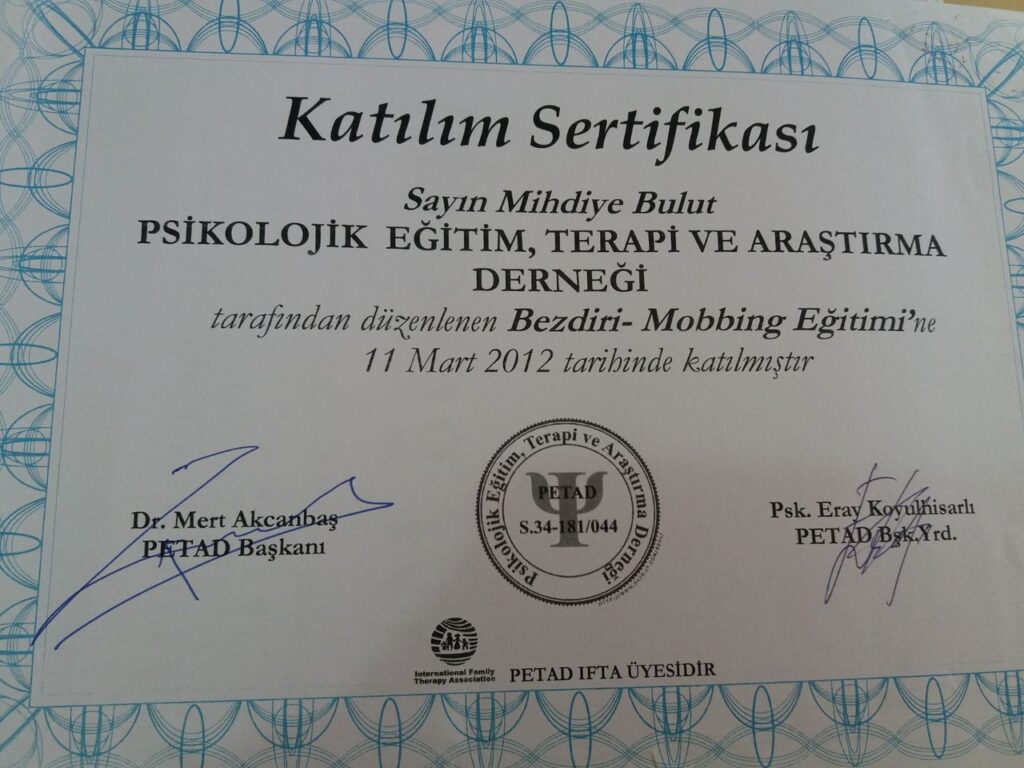 Katılım Sertifikası
Sayın Mihdiye Bulut
PSİKOLOJİK EĞİTİM, TERAPİ VE ARAŞTIRMA
DERNEĞİ
tarafından düzenlenen Bezdiri- Mobbing Eğitimi’ne
11 Mart 2012 tarihinde katılmıştır
Psikolojik Eğitim, Terapi ve Araştırma Derneği
PETAD
S.34-181/044
Dr. Mert Akcanbaş
PETAD Başkanı
Psk. Eray Koyulhisarlı
PETAD Bşk.Yrd.
International Family
Therapy Association
PETAD IFTA ÜYESİDİR